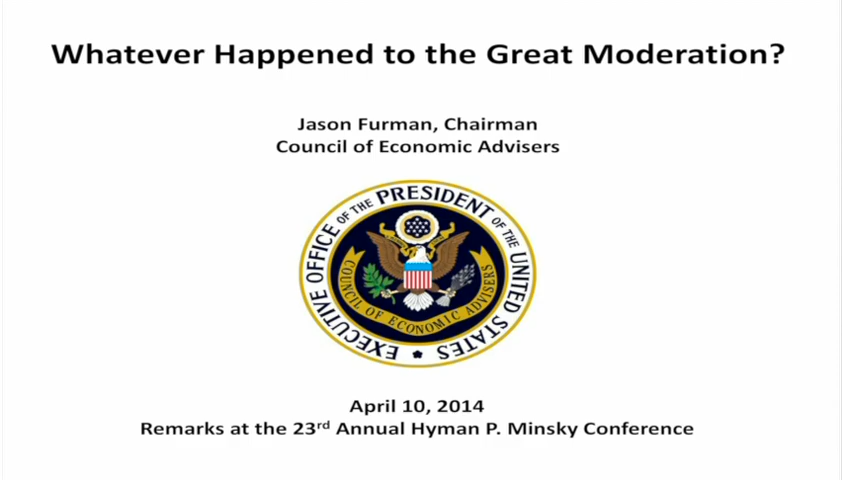 Whatever Happened to the Great Moderation?
Jason Furman, Chairman
Council of Economic Advisers
EXECUTIVE OFFICE OF THE PRESIDENT OF THE UNITED STATES
COUNCIL OF ECONOMIC ADVISERS
April 10, 2014
Remarks at the 23rd Annual Hyman P. Minsky Conference